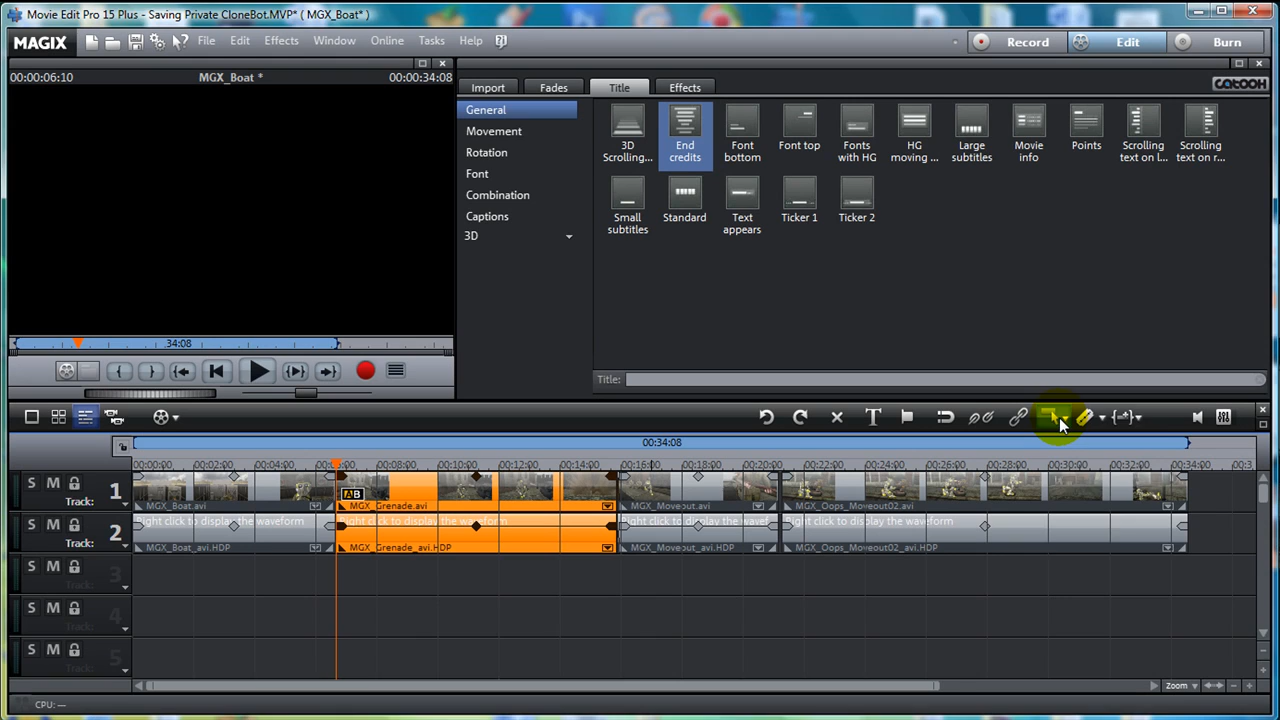 Movie Edit Pro 15 Plus - Saving Private CloneBot.MVP* ( MGX_Boat* )
MAGIX File Edit Effects Window Online Tasks Help Record Edit Burn
00:00:06:10 MGX_Boat * 00:00:34:08
Import Fades Title Effects catooh
General
Movement
Rotation
Font
Combination
Captions
3D
3D Scrolling... End credits Font bottom Font top Fonts with HG HG moving ... Large subtitles Movie info Points Scrolling text on l... Scrolling text on r...
Small subtitles Standard Text appears Ticker 1 Ticker 2
34:08
Title:
00:34:08
00:00:00 00:02:00 00:04:00 00:08:00 00:10:00 00:12:00 00:14:00 00:16:00 00:18:00 00:20:00 00:22:00 00:24:00 00:26:00 00:28:00 00:30:00 00:32:00 00:34:00 00:3
S M Track: 1
AB
MGX_Boat.avi MGX_Grenade.avi MGX_Moveout.avi MGX_Oops_Moveout02.avi
S M Track: 2
Right click to display the waveform Right click to display the waveform Right click to display the wavef Right click to display the waveform
MGX_Boat_avi.HDP MGX_Grenade_avi.HDP MGX_Moveout_avi.HDP MGX_Oops_Moveout02_avi.HDP
S M Track: 3
S M Track: 4
S M Track: 5
Zoom
CPU: —